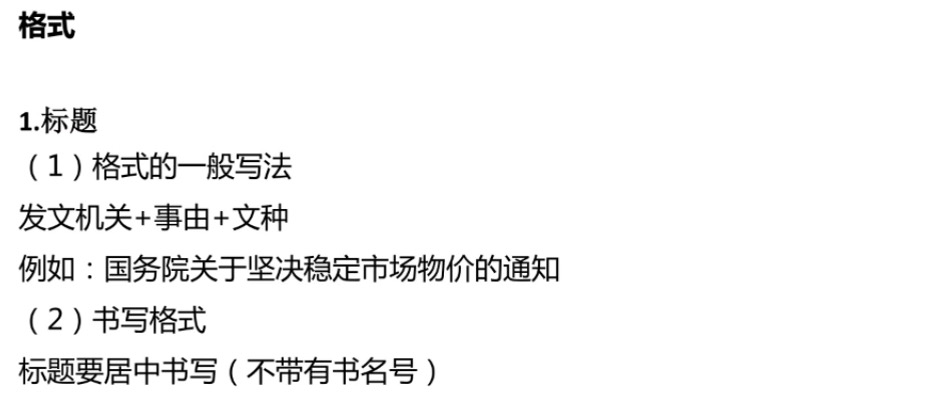 格式
1.标题
（1）格式的一般写法
发文机关+事由+文种
例如：国务院关于坚决稳定市场物价的通知
（2）书写格式
标题要居中书写（不带有书名号）